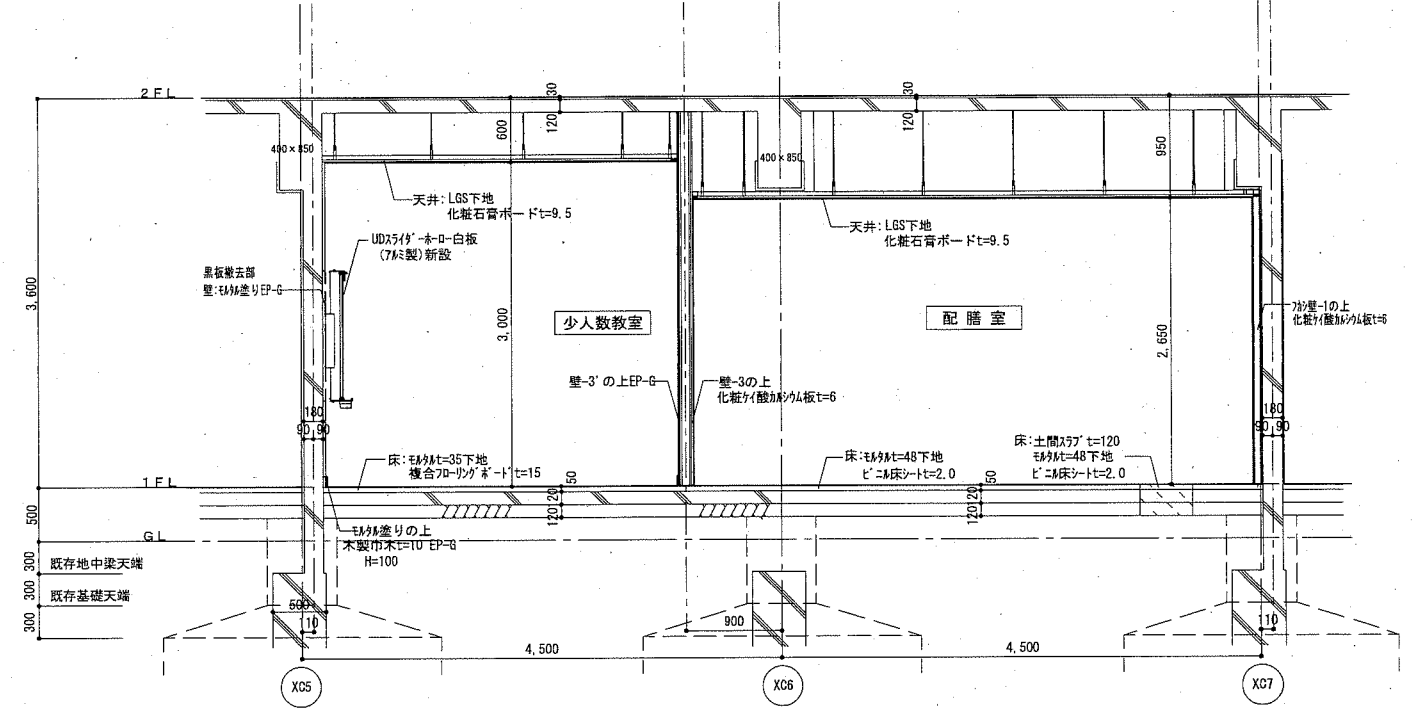 2FL
30
120
30
120
600
950
400×850
400×850
天井:LGS下地
化粧石膏ボードt=9.5
天井:LGS下地
化粧石膏ボードt=9.5
UDスライダーホーロー白板
(アルミ製)新設
黒板撤去部
壁:モルタル塗りEP-G
3,600
3,000
少人数教室
配膳室
2,650
フカシ壁-1の上
化粧ケイ酸カルシウム板t=6
壁-3'の上EP-G
壁-3の上
化粧ケイ酸カルシウム板t=6
180
90 90
180
90 90
床:モルタルt=35下地
複合フローリングボードt=15
床:モルタルt=48下地
ビニル床シートt=2.0
床:土間スラブt=120
モルタルt=48下地
ビニル床シートt=2.0
1FL
50
120
120
50
120
120
500
GL
モルタル塗りの上
木製巾木t=10 EP-G
H=100
300
既存地中梁天端
300
既存基礎天端
300
500
110
900
110
4,500
4,500
XC5
XC6
XC7